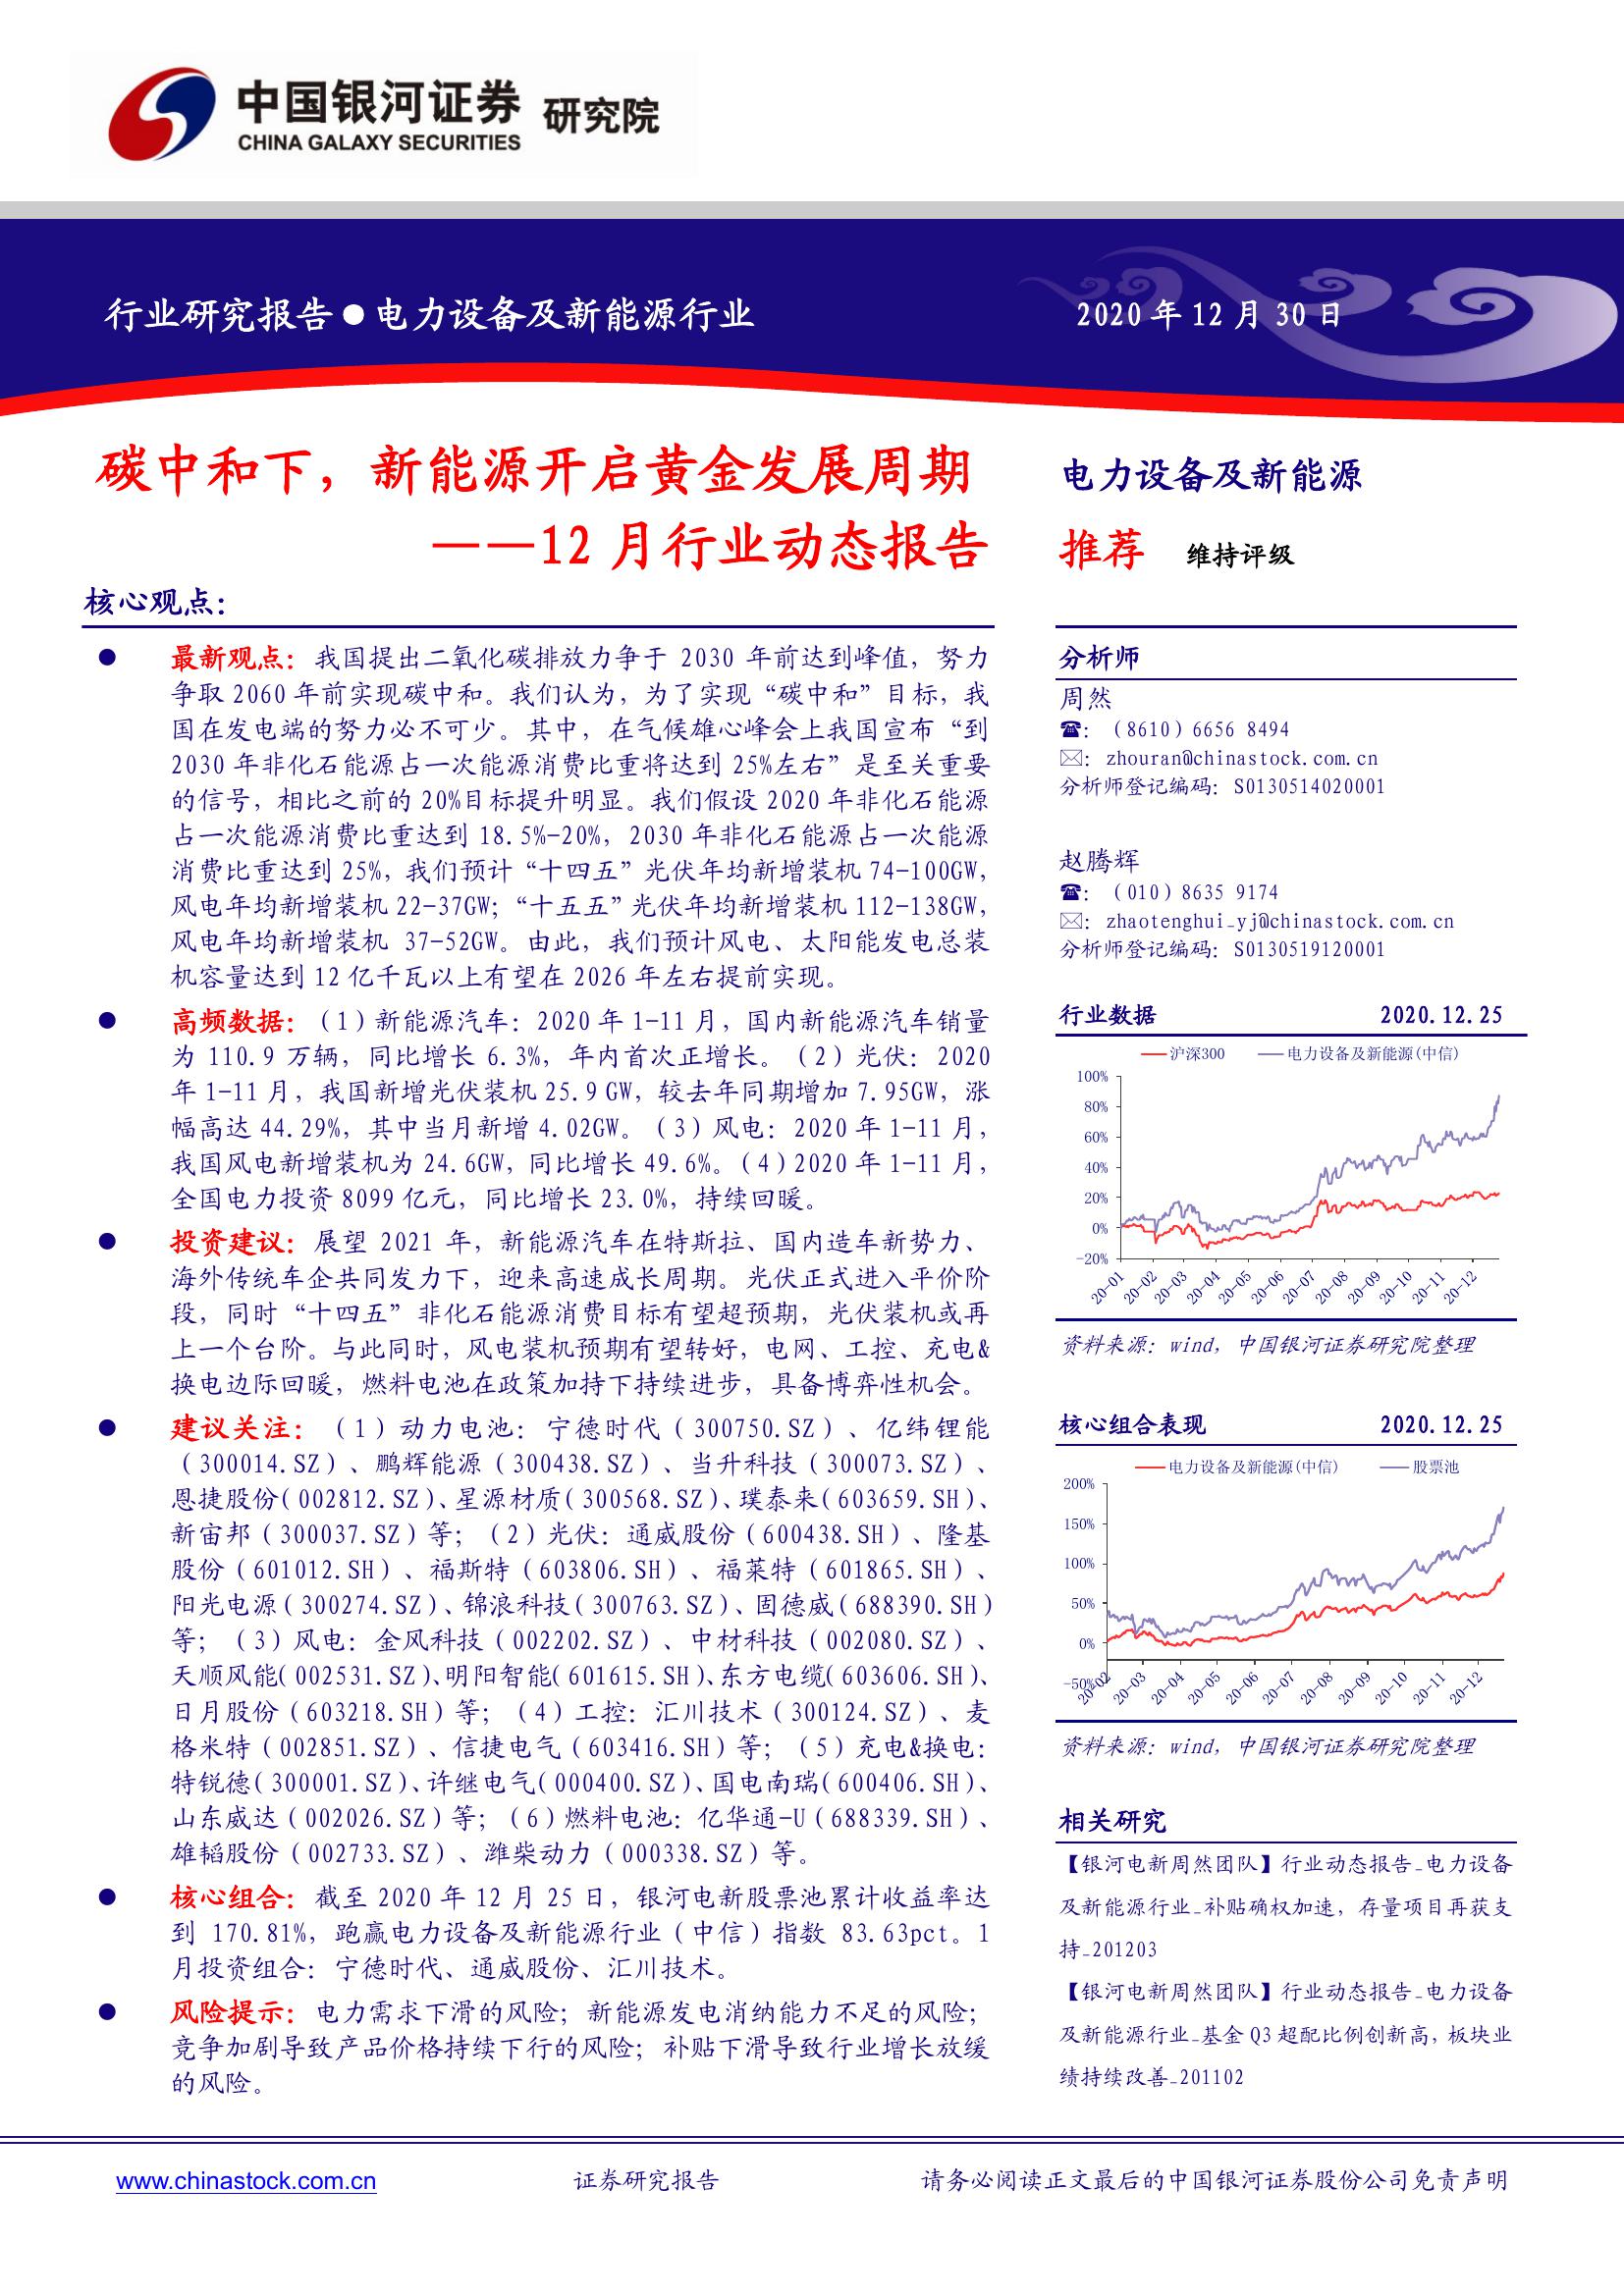 中国银河证券 研究院
CHINA GALAXY SECURITIES
行业研究报告●电力设备及新能源行业
2020 年 12 月 30 日
碳中和下，新能源开启黄金发展周期
——12 月行业动态报告
核心观点：
● 最新观点：我国提出二氧化碳排放力争于 2030 年前达到峰值，努力
争取 2060 年前实现碳中和。我们认为，为了实现“碳中和”目标，我
国在发电端的努力必不可少。其中，在气候雄心峰会上我国宣布“到
2030 年非化石能源占一次能源消费比重将达到 25%左右”是至关重要
的信号，相比之前的 20%目标提升明显。我们假设 2020 年非化石能源
占一次能源消费比重达到 18.5%-20%，2030 年非化石能源占一次能源
消费比重达到 25%，我们预计“十四五”光伏年均新增装机 74-100GW，
风电年均新增装机 22-37GW；“十五五”光伏年均新增装机 112-138GW，
风电年均新增装机 37-52GW。由此，我们预计风电、太阳能发电总装
机容量达到 12 亿千瓦以上有望在 2026 年左右提前实现。
● 高频数据：（1）新能源汽车：2020 年 1-11 月，国内新能源汽车销量
为 110.9 万辆，同比增长 6.3%，年内首次正增长。（2）光伏：2020
年 1-11 月，我国新增光伏装机 25.9 GW，较去年同期增加 7.95GW，涨
幅高达 44.29%，其中当月新增 4.02GW。（3）风电：2020 年 1-11 月，
我国风电新增装机为 24.6GW，同比增长 49.6%。（4）2020 年 1-11 月，
全国电力投资 8099 亿元，同比增长 23.0%，持续回暖。
● 投资建议：展望 2021 年，新能源汽车在特斯拉、国内造车新势力、
海外传统车企共同发力下，迎来高速成长周期。光伏正式进入平价阶
段，同时“十四五”非化石能源消费目标有望超预期，光伏装机或再
上一个台阶。与此同时，风电装机预期有望转好，电网、工控、充电&
换电边际回暖，燃料电池在政策加持下持续进步，具备博弈性机会。
● 建议关注：（1）动力电池：宁德时代（300750.SZ）、亿纬锂能
（300014.SZ）、鹏辉能源（300438.SZ）、当升科技（300073.SZ）、
恩捷股份（002812.SZ）、星源材质（300568.SZ）、璞泰来（603659.SH）、
新宙邦（300037.SZ）等；（2）光伏：通威股份（600438.SH）、隆基
股份（601012.SH）、福斯特（603806.SH）、福莱特（601865.SH）、
阳光电源（300274.SZ）、锦浪科技（300763.SZ）、固德威（688390.SH）
等；（3）风电：金风科技（002202.SZ）、中材科技（002080.SZ）、
天顺风能（002531.SZ）、明阳智能（601615.SH）、东方电缆（603606.SH）、
日月股份（603218.SH）等；（4）工控：汇川技术（300124.SZ）、麦
格米特（002851.SZ）、信捷电气（603416.SH）等；（5）充电&换电：
特锐德（300001.SZ）、许继电气（000400.SZ）、国电南瑞（600406.SH）、
山东威达（002026.SZ）等；（6）燃料电池：亿华通-U（688339.SH）、
雄韬股份（002733.SZ）、潍柴动力（000338.SZ）等。
● 核心组合：截至 2020 年 12 月 25 日，银河电新股票池累计收益率达
到 170.81%，跑赢电力设备及新能源行业（中信）指数 83.63pct。1
月投资组合：宁德时代、通威股份、汇川技术。
● 风险提示：电力需求下滑的风险；新能源发电消纳能力不足的风险；
竞争加剧导致产品价格持续下行的风险；补贴下滑导致行业增长放缓
的风险。
电力设备及新能源
推荐 维持评级
分析师
周然
☎：（8610）6656 8494
✉：zhouran@chinastock.com.cn
分析师登记编码：S0130514020001
赵腾辉
☎：（010）8635 9174
✉：zhaotenghui_yj@chinastock.com.cn
分析师登记编码：S0130519120001
行业数据 2020.12.25
沪深300 电力设备及新能源(中信)
100%
80%
60%
40%
20%
0%
-20%
20-01 20-02 20-03 20-04 20-05 20-06 20-07 20-08 20-09 20-10 20-11 20-12
资料来源：wind，中国银河证券研究院整理
核心组合表现 2020.12.25
电力设备及新能源(中信) 股票池
200%
150%
100%
50%
0%
-50%
20-02 20-03 20-04 20-05 20-06 20-07 20-08 20-09 20-10 20-11 20-12
资料来源：wind，中国银河证券研究院整理
相关研究
【银河电新周然团队】行业动态报告_电力设备
及新能源行业_补贴确权加速，存量项目再获支
持_201203
【银河电新周然团队】行业动态报告_电力设备
及新能源行业_基金 Q3 超配比例创新高，板块业
绩持续改善_201102
www.chinastock.com.cn 证券研究报告 请务必阅读正文最后的中国银河证券股份公司免责声明